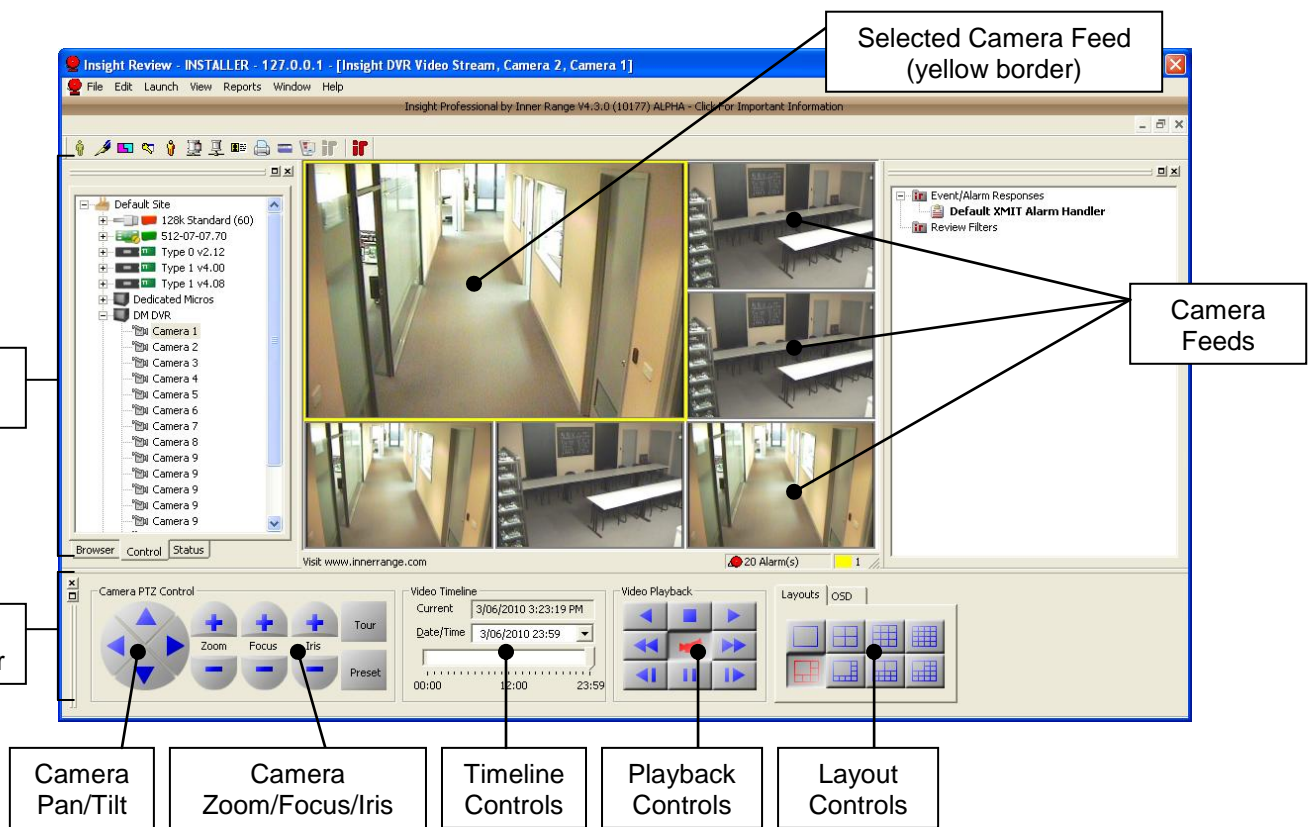 Selected Camera Feed
(yellow border)
Insight Review - INSTALLER - 127.0.0.1 - [Insight DVR Video Stream, Camera 2, Camera 1]
File Edit Launch View Reports Window Help
Insight Professional by Inner Range V4.3.0 (10177) ALPHA - Click For Important Information
Default Site
128k Standard (60)
512-07-07.70
Type 0 v2.12
Type 1 v4.00
Type 1 v4.08
Dedicated Micros
DM DVR
Camera 1
Camera 2
Camera 3
Camera 4
Camera 5
Camera 6
Camera 7
Camera 8
Camera 9
Camera 9
Camera 9
Camera 9
Camera 9
Browser Control Status
Event/Alarm Responses
Default XMIT Alarm Handler
Review Filters
Camera
Feeds
Visit www.innerrange.com
20 Alarm(s)
1
r
Camera PTZ Control
Zoom Focus Iris
Tour
Preset
Video Timeline
Current 3/06/2010 3:23:19 PM
Date/Time 3/06/2010 23:59
00:00 12:00 23:59
Video Playback
Layouts OSD
Camera
Pan/Tilt
Camera
Zoom/Focus/Iris
Timeline
Controls
Playback
Controls
Layout
Controls